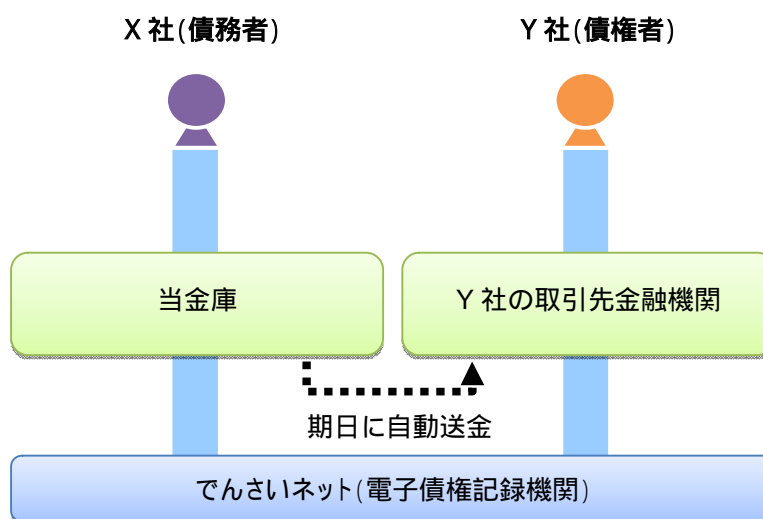 X社(債務者)
Y社(債権者)
当金庫
Y社の取引先金融機関
期日に自動送金
でんさいネット(電子債権記録機関)